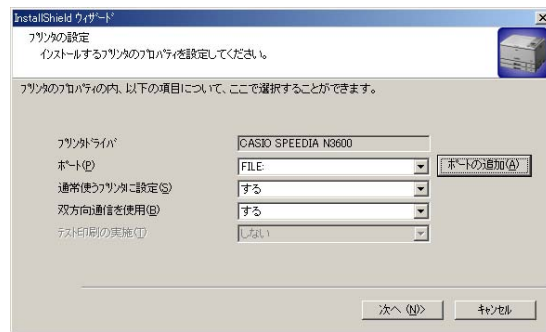 InstallShield ウィザード
プリンタの設定
インストールするプリンタのプロパティを設定してください。
プリンタのプロパティの内、以下の項目について、ここで選択することができます。
プリンタドライバ CASIO SPEEDIA N3600
ポート(P) FILE: ポートの追加(A)
通常使うプリンタに設定(S) する
双方向通信を使用(B) する
テスト印刷の実施(T) しない
次へ (N)> キャンセル